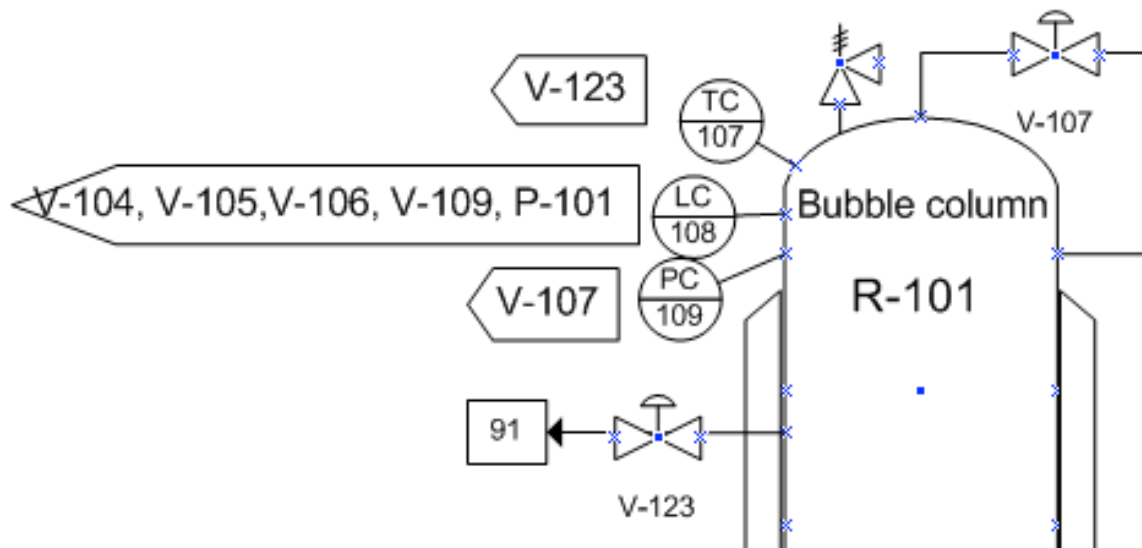 V-123
TC
107
V-107
V-104, V-105,V-106, V-109, P-101
LC
108
Bubble column
V-107
PC
109
R-101
91
V-123